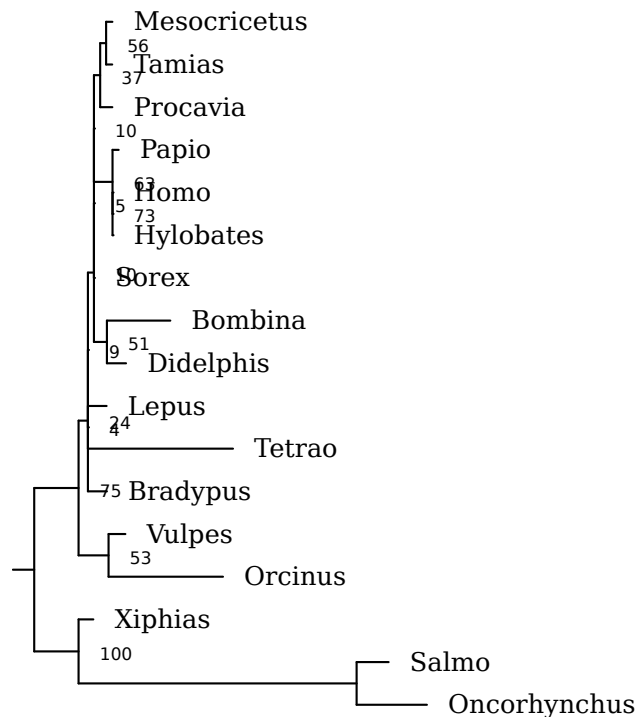 Mesocricetus
56
Tamias
37
Procavia
10
Papio
63
Homo
5
73
Hylobates
10
Sorex
Bombina
51
9
Didelphis
Lepus
24
4
Tetrao
75
Bradypus
Vulpes
53
Orcinus
Xiphias
100
Salmo
Oncorhynchus